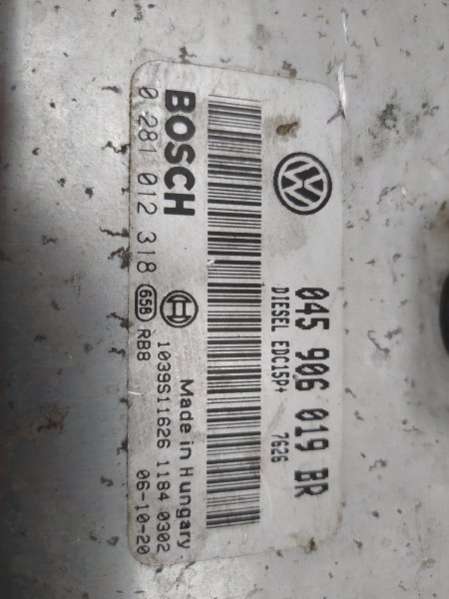 VW
045 906 019 BR
DIESEL EDC15P+ 7626
BOSCH
0 281 012 318 65B RB8
1039S11626 1184 0302
Made in Hungary.
06-10-20